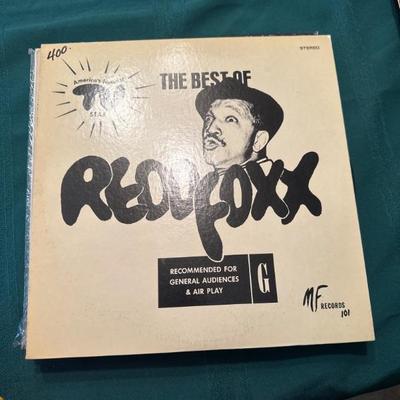 400.
STEREO
America's Funniest
TV
STAR
THE BEST OF
REDD FOXX
RECOMMENDED FOR
GENERAL AUDIENCES
& AIR PLAY
G
MF RECORDS
101